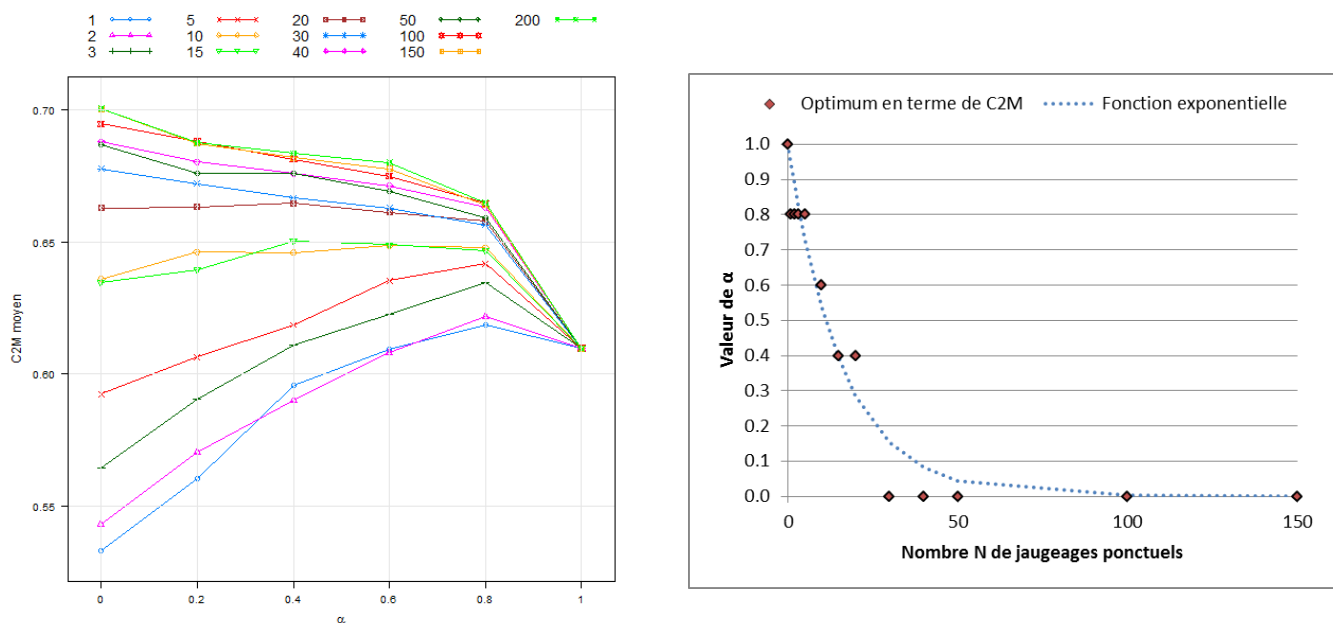 1 5 20 50 200
2 10 30 100
3 15 40 150
0.70
0.65
0.60
0.55
C2M moyen
0 0.2 0.4 0.6 0.8 1
α
Optimum en terme de C2M Fonction exponentielle
1.0
0.9
0.8
0.7
0.6
0.5
0.4
0.3
0.2
0.1
0.0
Valeur de α
0 50 100 150
Nombre N de jaugeages ponctuels